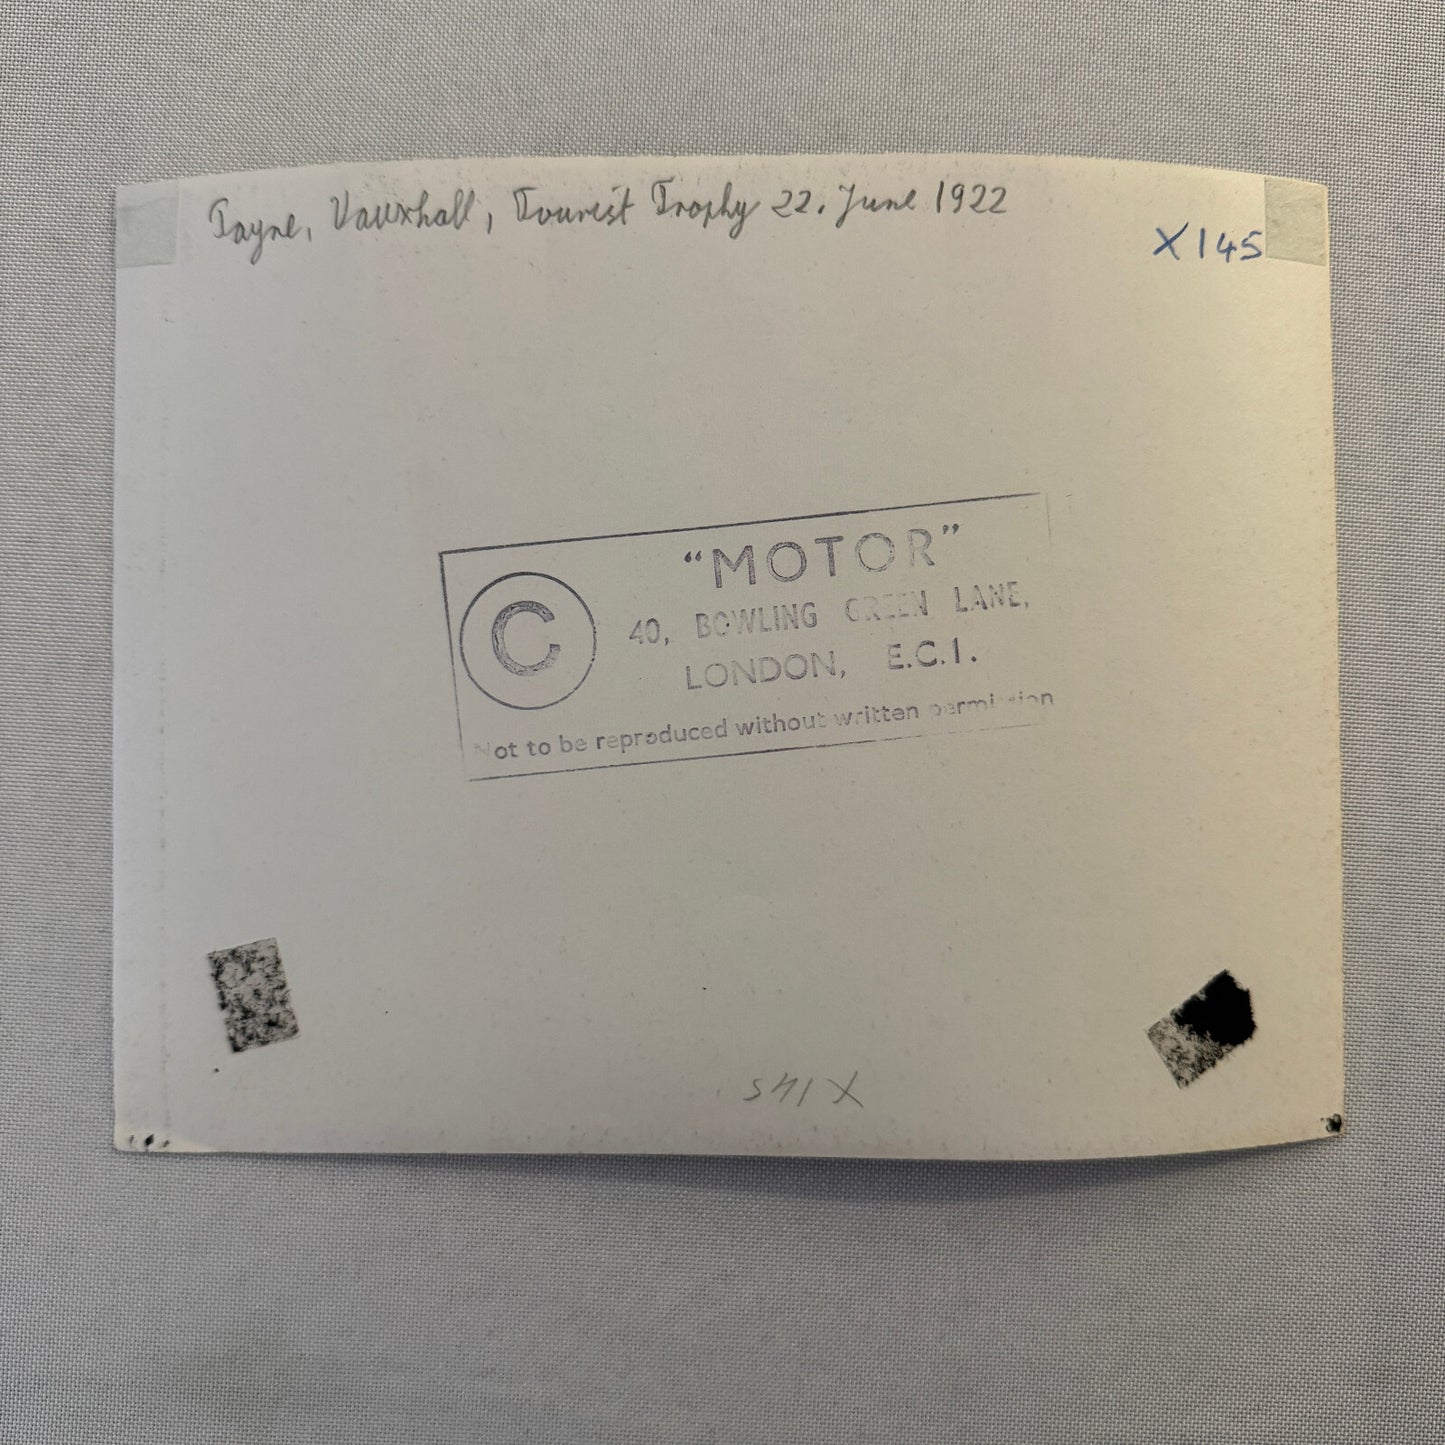 Payne, Vauxhall, Tourist Trophy 22. June 1922
X145
C
“MOTOR”
40, BOWLING GREEN LANE,
LONDON, E.C.1.
Not to be reproduced without written permission
X 145